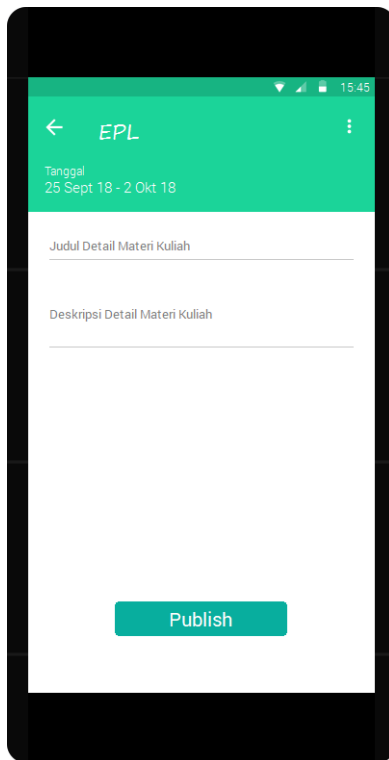 15:45
EPL
Tanggal
25 Sept 18 - 2 Okt 18
Judul Detail Materi Kuliah
Deskripsi Detail Materi Kuliah
Publish